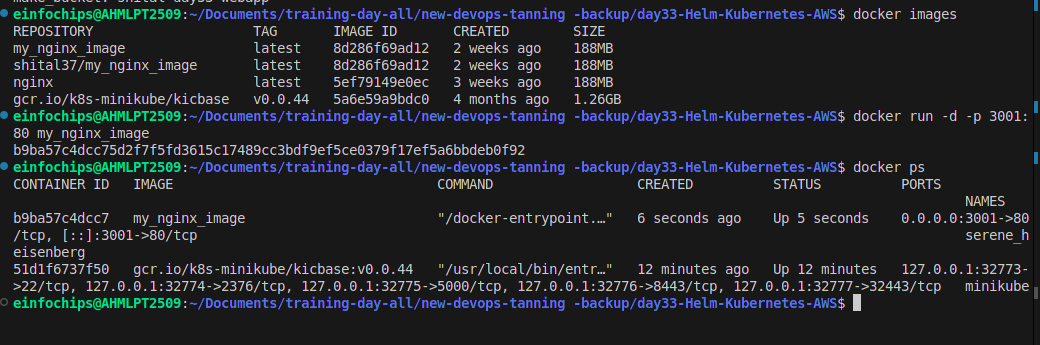 einfochips@AHMLPT2509:~/Documents/training-day-all/new-devops-tanning -backup/day33-Helm-Kubernetes-AWS$ docker images
REPOSITORY                    TAG       IMAGE ID       CREATED        SIZE
my_nginx_image                latest    8d286f69ad12   2 weeks ago    188MB
shital37/my_nginx_image       latest    8d286f69ad12   2 weeks ago    188MB
nginx                         latest    5ef79149e0ec   3 weeks ago    188MB
gcr.io/k8s-minikube/kicbase   v0.0.44   5a6e59a9bdc0   4 months ago   1.26GB
einfochips@AHMLPT2509:~/Documents/training-day-all/new-devops-tanning -backup/day33-Helm-Kubernetes-AWS$ docker run -d -p 3001:
80 my_nginx_image
b9ba57c4dcc75d2f7f5fd3615c17489cc3bdf9ef5ce0379f17ef5a6bbdeb0f92
einfochips@AHMLPT2509:~/Documents/training-day-all/new-devops-tanning -backup/day33-Helm-Kubernetes-AWS$ docker ps
CONTAINER ID   IMAGE                                 COMMAND                  CREATED          STATUS          PORTS
NAMES
b9ba57c4dcc7   my_nginx_image                        "/docker-entrypoint.…"   6 seconds ago    Up 5 seconds    0.0.0.0:3001->80
/tcp, [::]:3001->80/tcp                                                                                                serene_h
eisenberg
51d1f6737f50   gcr.io/k8s-minikube/kicbase:v0.0.44   "/usr/local/bin/entr…"   12 minutes ago   Up 12 minutes   127.0.0.1:32773-
>22/tcp, 127.0.0.1:32774->2376/tcp, 127.0.0.1:32775->5000/tcp, 127.0.0.1:32776->8443/tcp, 127.0.0.1:32777->32443/tcp   minikube
einfochips@AHMLPT2509:~/Documents/training-day-all/new-devops-tanning -backup/day33-Helm-Kubernetes-AWS$